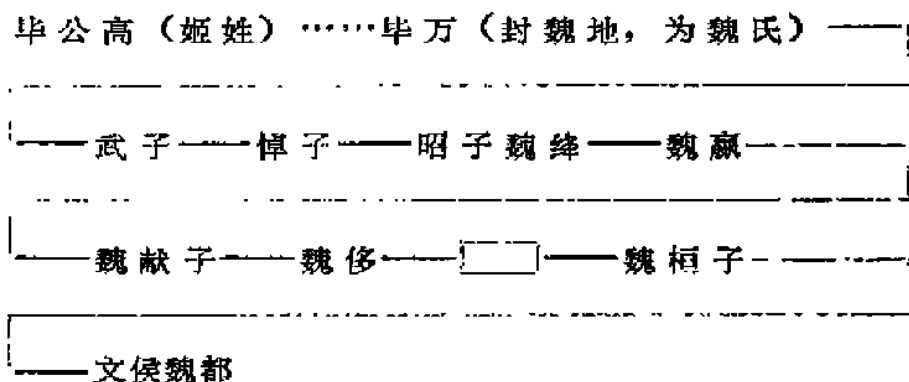 毕公高（姬姓）……毕万（封魏地，为魏氏）
武子——悼子——昭子魏绛——魏嬴
魏献子——魏侈——□——魏桓子
文侯魏都